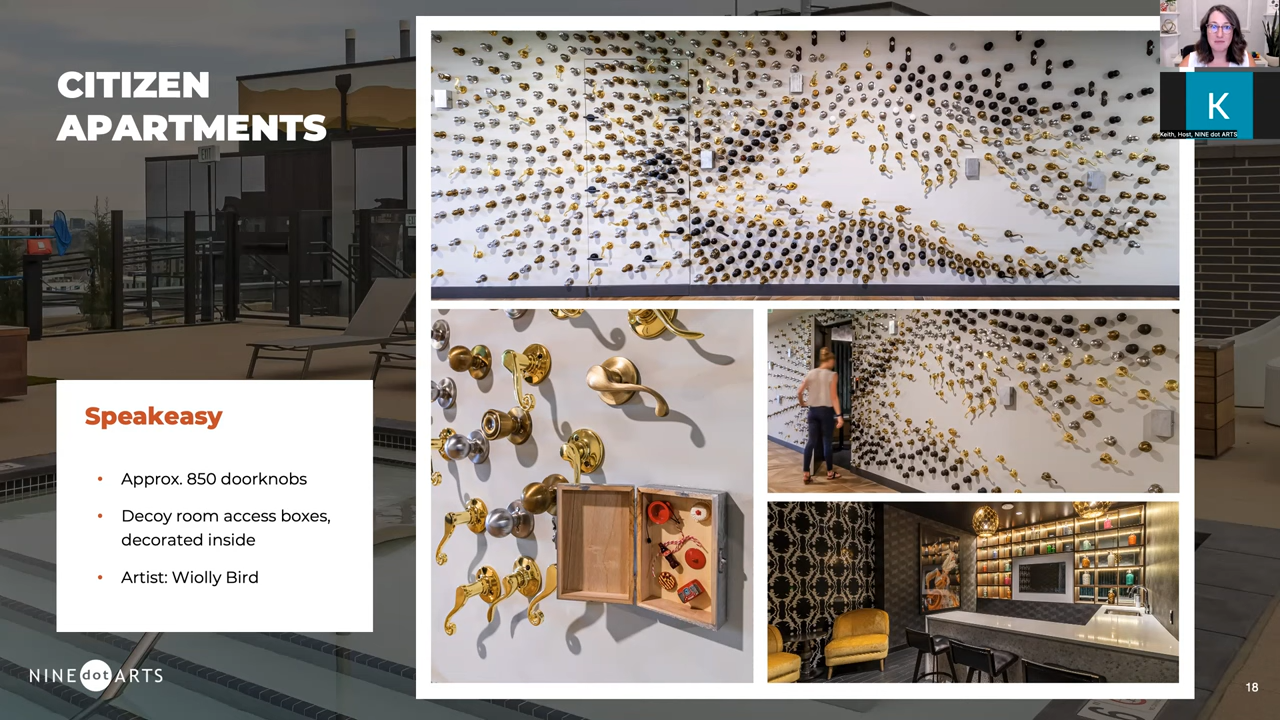 CITIZEN
APARTMENTS
EXIT
K
Keith, Host, NINE dot ARTS
Speakeasy
• Approx. 850 doorknobs
• Decoy room access boxes,
decorated inside
• Artist: Wiolly Bird
NINE dot ARTS
18